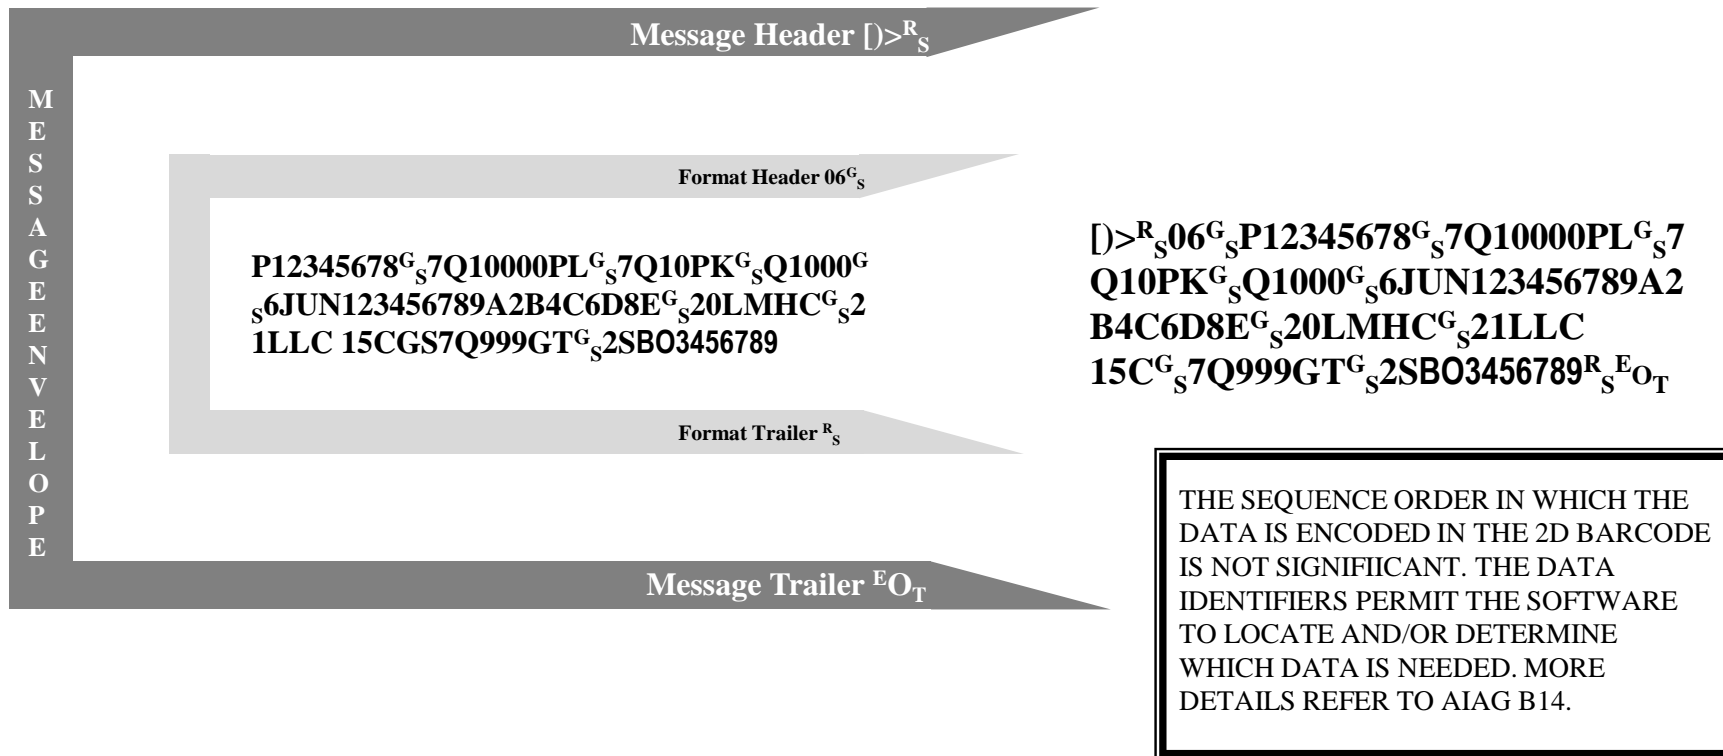 Message Header [)>ᴿS
M
E
S
S
A
G
E
E
N
V
E
L
O
P
E
Format Header 06ᴳS
P12345678ᴳS7Q10000PLᴳS7Q10PKᴳSQ1000ᴳ
S6JUN123456789A2B4C6D8EᴳS20LMHCᴳS2
1LLC 15CGS7Q999GTᴳS2SBO3456789
Format Trailer ᴿS
Message Trailer ᴱOT
[)>ᴿS06ᴳSP12345678ᴳS7Q10000PLᴳS7
Q10PKᴳSQ1000ᴳS6JUN123456789A2
B4C6D8EᴳS20LMHCᴳS21LLC
15CᴳS7Q999GTᴳS2SBO3456789ᴿSᴱOT
THE SEQUENCE ORDER IN WHICH THE
DATA IS ENCODED IN THE 2D BARCODE
IS NOT SIGNIFIICANT. THE DATA
IDENTIFIERS PERMIT THE SOFTWARE
TO LOCATE AND/OR DETERMINE
WHICH DATA IS NEEDED. MORE
DETAILS REFER TO AIAG B14.